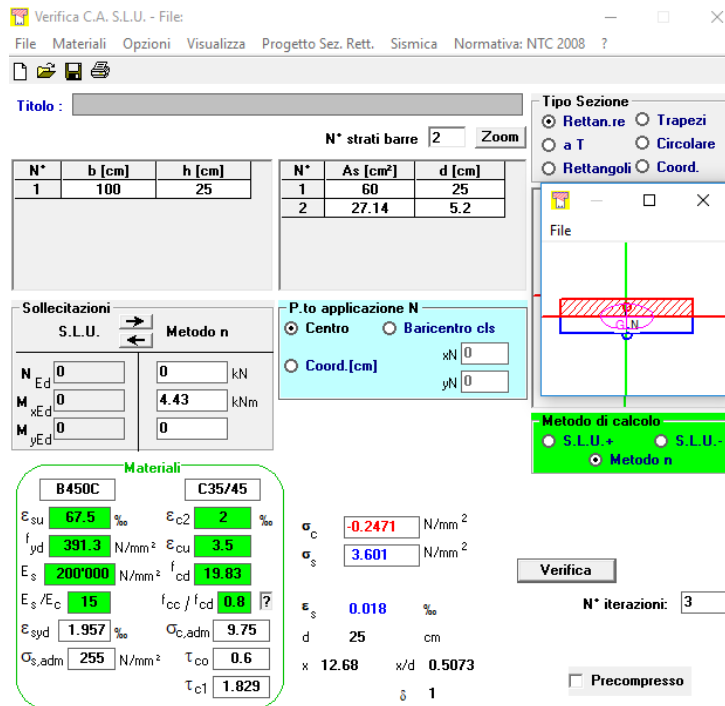 Verifica C.A. S.L.U. - File:
File Materiali Opzioni Visualizza Progetto Sez. Rett. Sismica Normativa: NTC 2008 ?
Titolo :
N° strati barre 2 Zoom
Tipo Sezione
Rettan.re Trapezi
a T Circolare
Rettangoli Coord.
N° b [cm] h [cm]
1 100 25
N° As [cm²] d [cm]
1 60 25
2 27.14 5.2
File
G N
Sollecitazioni
S.L.U. Metodo n
N Ed 0 0 kN
M xEd 0 4.43 kNm
M yEd 0 0
P.to applicazione N
Centro Baricentro cls
Coord.[cm] xN 0
yN 0
Metodo di calcolo
S.L.U.+ S.L.U.-
Metodo n
Materiali
B450C C35/45
εsu 67.5 ‰ εc2 2 ‰
fyd 391.3 N/mm² εcu 3.5
Es 200'000 N/mm² fcd 19.83
Es /Ec 15 fcc / fcd 0.8 ?
εsyd 1.957 ‰ σc,adm 9.75
σs,adm 255 N/mm² τco 0.6
τc1 1.829
σc -0.2471 N/mm²
σs 3.601 N/mm²
εs 0.018 ‰
d 25 cm
x 12.68 x/d 0.5073
δ 1
Verifica
N° iterazioni: 3
Precompresso